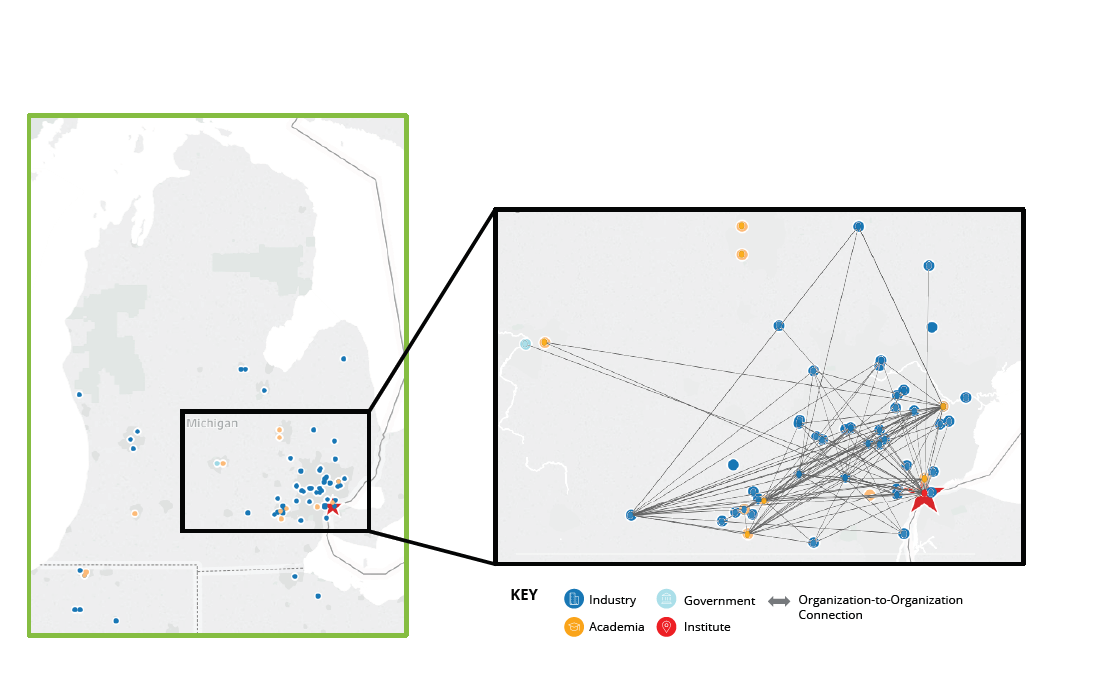 Michigan
KEY
Industry
Government
Organization-to-Organization
Connection
Academia
Institute